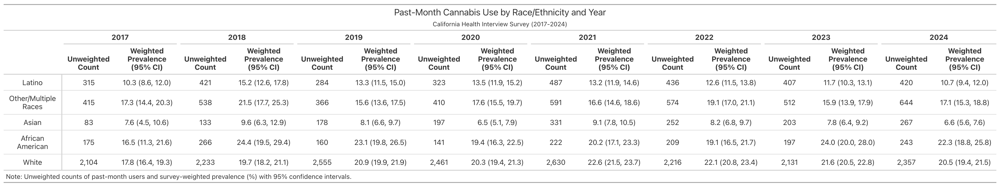 Past-Month Cannabis Use by Race/Ethnicity and Year
California Health Interview Survey (2017-2024)
2017 2018 2019 2020 2021 2022 2023 2024
Unweighted Count Weighted Prevalence (95% CI) Unweighted Count Weighted Prevalence (95% CI) Unweighted Count Weighted Prevalence (95% CI) Unweighted Count Weighted Prevalence (95% CI) Unweighted Count Weighted Prevalence (95% CI) Unweighted Count Weighted Prevalence (95% CI) Unweighted Count Weighted Prevalence (95% CI) Unweighted Count Weighted Prevalence (95% CI)
Latino 315 10.3 (8.6, 12.0) 421 15.2 (12.6, 17.8) 284 13.3 (11.5, 15.0) 323 13.5 (11.9, 15.2) 487 13.2 (11.9, 14.6) 436 12.6 (11.5, 13.8) 407 11.7 (10.3, 13.1) 420 10.7 (9.4, 12.0)
Other/Multiple Races 415 17.3 (14.4, 20.3) 538 21.5 (17.7, 25.3) 366 15.6 (13.6, 17.5) 410 17.6 (15.5, 19.7) 591 16.6 (14.6, 18.6) 574 19.1 (17.0, 21.1) 512 15.9 (13.9, 17.9) 644 17.1 (15.3, 18.8)
Asian 83 7.6 (4.5, 10.6) 133 9.6 (6.3, 12.9) 178 8.1 (6.6, 9.7) 197 6.5 (5.1, 7.9) 331 9.1 (7.8, 10.5) 252 8.2 (6.8, 9.7) 203 7.8 (6.4, 9.2) 267 6.6 (5.6, 7.6)
African American 175 16.5 (11.3, 21.6) 266 24.4 (19.5, 29.4) 160 23.1 (19.8, 26.5) 141 19.4 (16.3, 22.5) 222 20.2 (17.1, 23.3) 209 19.1 (16.5, 21.7) 197 24.0 (20.0, 28.0) 243 22.3 (18.8, 25.8)
White 2,104 17.8 (16.4, 19.3) 2,233 19.7 (18.2, 21.1) 2,555 20.9 (19.9, 21.9) 2,461 20.3 (19.4, 21.3) 2,630 22.6 (21.5, 23.7) 2,216 22.1 (20.8, 23.4) 2,131 21.6 (20.5, 22.8) 2,357 20.5 (19.4, 21.5)
Note: Unweighted counts of past-month users and survey-weighted prevalence (%) with 95% confidence intervals.